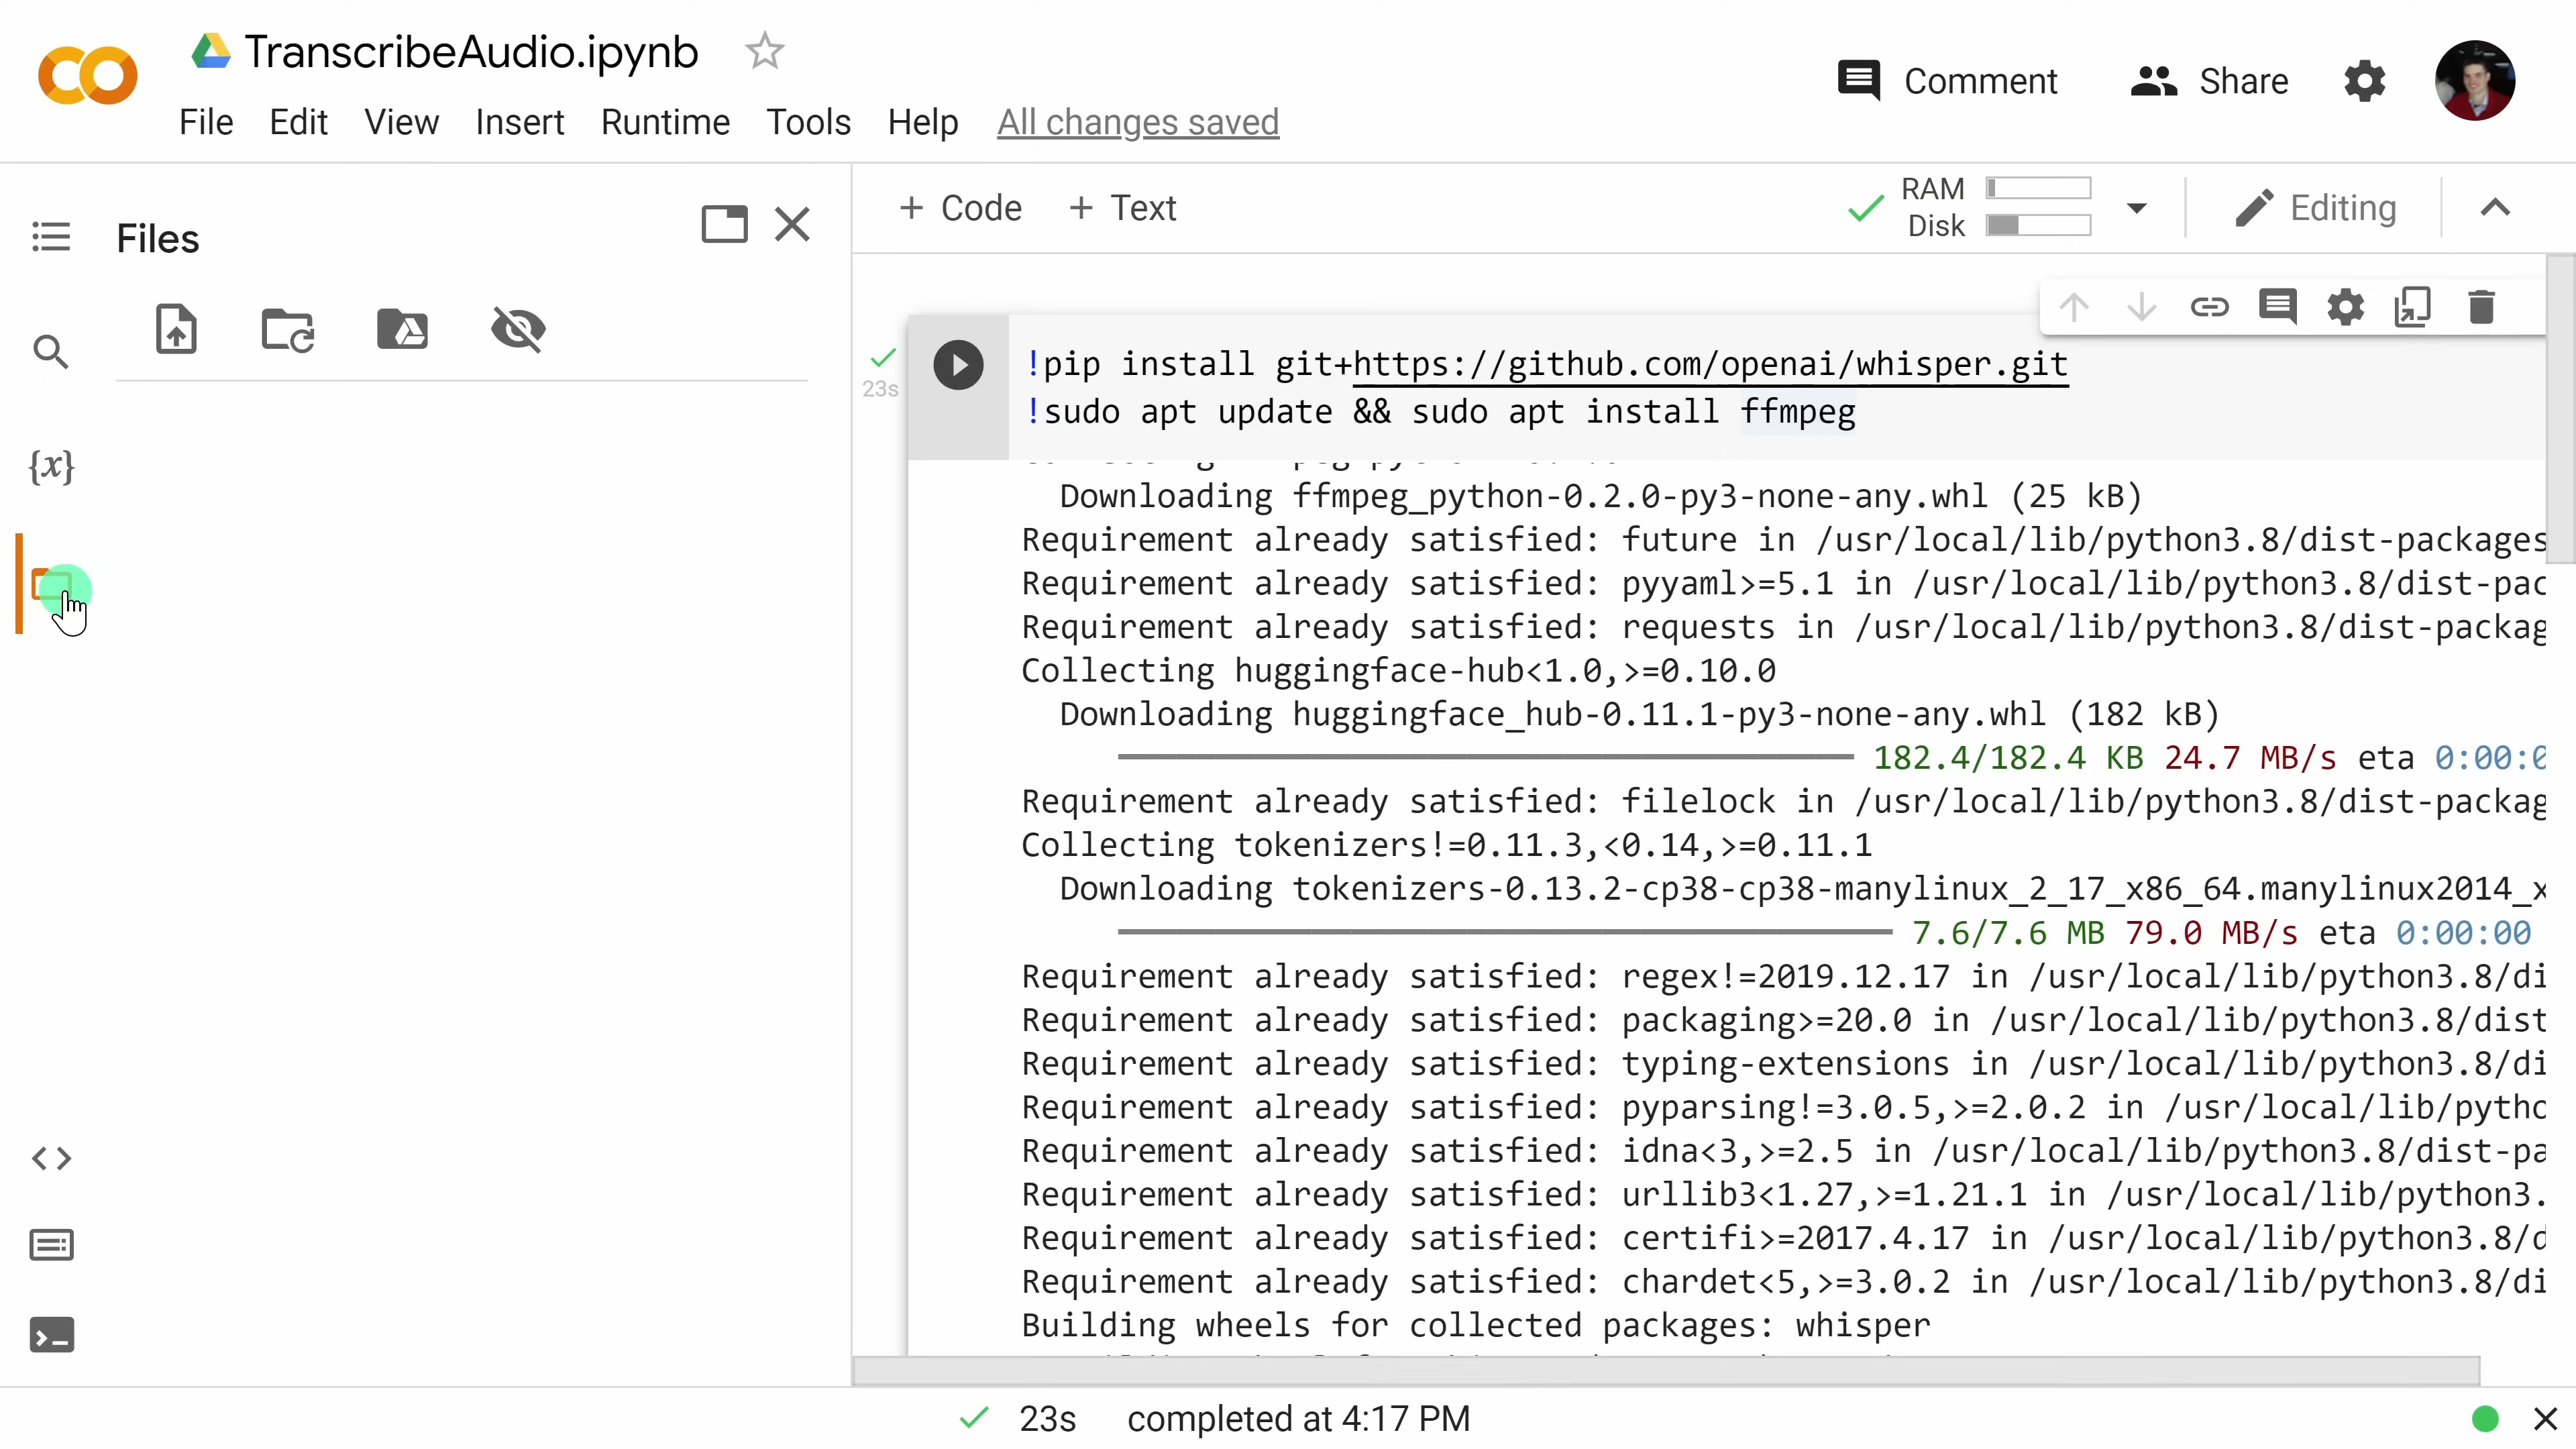 TranscribeAudio.ipynb
File Edit View Insert Runtime Tools Help All changes saved
Comment Share
Files
+ Code + Text
RAM
Disk
Editing
{x}
23s
!pip install git+https://github.com/openai/whisper.git
!sudo apt update && sudo apt install ffmpeg
Downloading ffmpeg_python-0.2.0-py3-none-any.whl (25 kB)
Requirement already satisfied: future in /usr/local/lib/python3.8/dist-packages
Requirement already satisfied: pyyaml>=5.1 in /usr/local/lib/python3.8/dist-pac
Requirement already satisfied: requests in /usr/local/lib/python3.8/dist-packag
Collecting huggingface-hub<1.0,>=0.10.0
Downloading huggingface_hub-0.11.1-py3-none-any.whl (182 kB)
182.4/182.4 KB 24.7 MB/s eta 0:00:0
Requirement already satisfied: filelock in /usr/local/lib/python3.8/dist-packag
Collecting tokenizers!=0.11.3,<0.14,>=0.11.1
Downloading tokenizers-0.13.2-cp38-cp38-manylinux_2_17_x86_64.manylinux2014_x
7.6/7.6 MB 79.0 MB/s eta 0:00:00
Requirement already satisfied: regex!=2019.12.17 in /usr/local/lib/python3.8/di
Requirement already satisfied: packaging>=20.0 in /usr/local/lib/python3.8/dist
Requirement already satisfied: typing-extensions in /usr/local/lib/python3.8/di
Requirement already satisfied: pyparsing!=3.0.5,>=2.0.2 in /usr/local/lib/pytho
Requirement already satisfied: idna<3,>=2.5 in /usr/local/lib/python3.8/dist-pa
Requirement already satisfied: urllib3<1.27,>=1.21.1 in /usr/local/lib/python3.
Requirement already satisfied: certifi>=2017.4.17 in /usr/local/lib/python3.8/d
Requirement already satisfied: chardet<5,>=3.0.2 in /usr/local/lib/python3.8/di
Building wheels for collected packages: whisper
23s completed at 4:17 PM